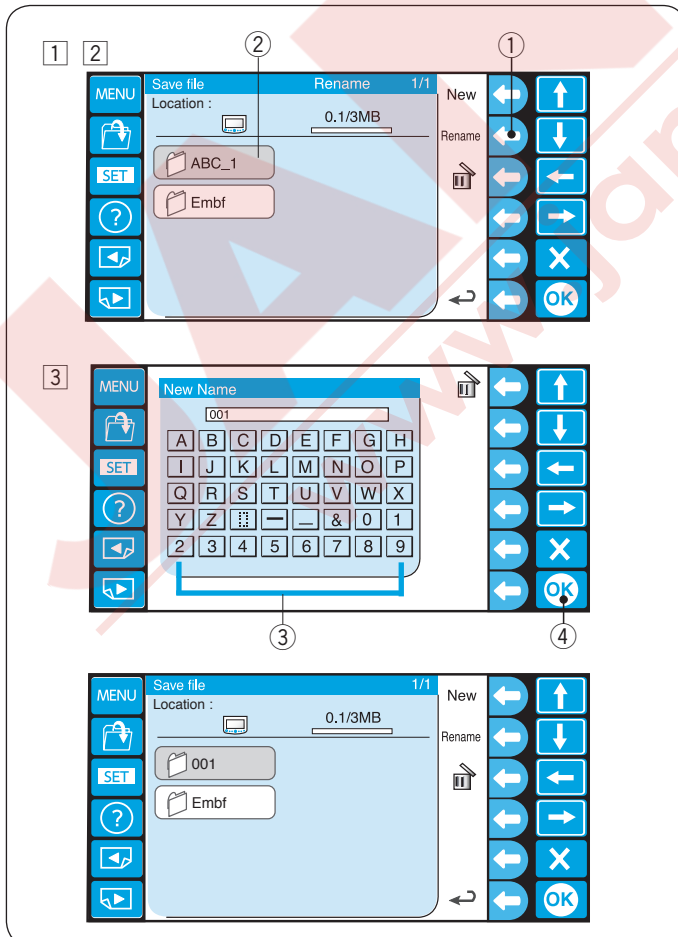 1 2 ② ①
MENU Save file Rename 1/1 New
Location :
0.1/3MB
Rename
ABC_1
SET
Embf
?
OK
3
MENU New Name
001
A B C D E F G H
SET I J K L M N O P
Q R S T U V W X
? Y Z - _ & 0 1
2 3 4 5 6 7 8 9
OK
③ ④
MENU Save file 1/1 New
Location :
0.1/3MB
Rename
001
SET
Embf
?
OK